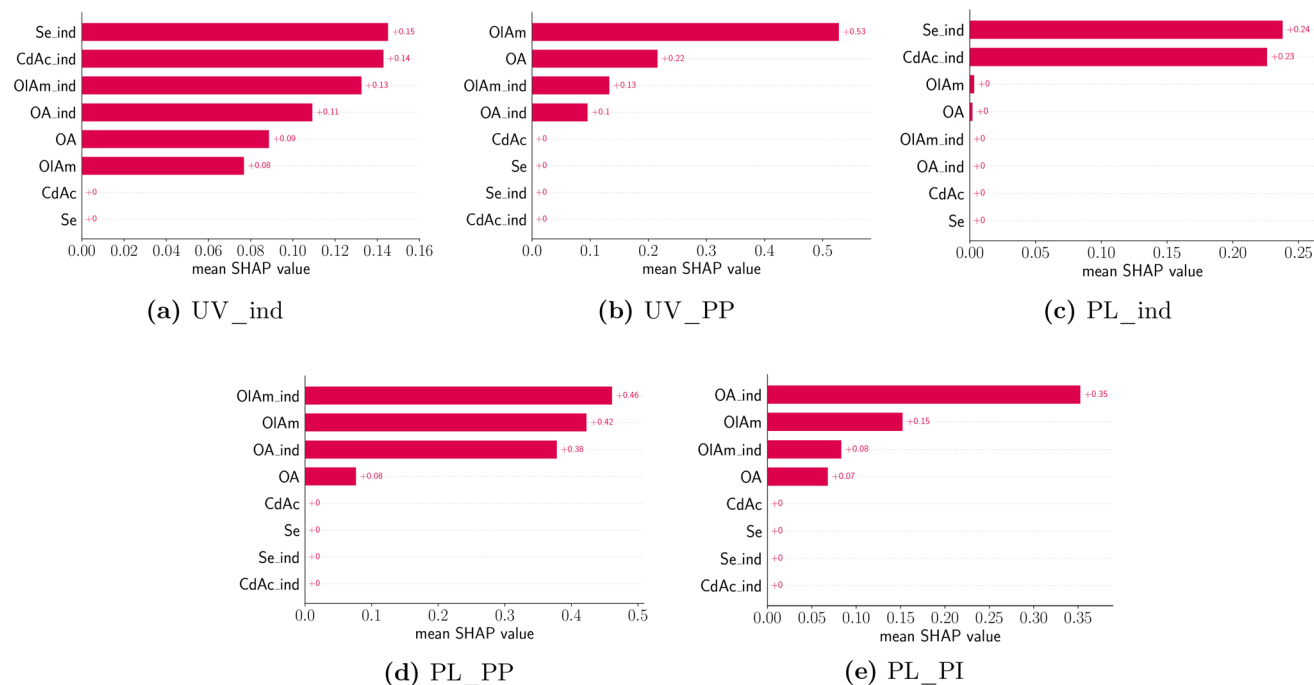 Se_ind +0.15
CdAc_ind +0.14
OlAm_ind +0.13
OA_ind +0.11
OA +0.09
OlAm +0.08
CdAc +0
Se +0
0.00 0.02 0.04 0.06 0.08 0.10 0.12 0.14 0.16
mean SHAP value
(a) UV_ind
OlAm +0.53
OA +0.22
OlAm_ind +0.13
OA_ind +0.1
CdAc +0
Se +0
Se_ind +0
CdAc_ind +0
0.0 0.1 0.2 0.3 0.4 0.5
mean SHAP value
(b) UV_PP
Se_ind +0.24
CdAc_ind +0.23
OlAm +0
OA +0
OlAm_ind +0
OA_ind +0
CdAc +0
Se +0
0.00 0.05 0.10 0.15 0.20 0.25
mean SHAP value
(c) PL_ind
OlAm_ind +0.46
OlAm +0.42
OA_ind +0.38
OA +0.08
CdAc +0
Se +0
Se_ind +0
CdAc_ind +0
0.0 0.1 0.2 0.3 0.4 0.5
mean SHAP value
(d) PL_PP
OA_ind +0.35
OlAm +0.15
OlAm_ind +0.08
OA +0.07
CdAc +0
Se +0
Se_ind +0
CdAc_ind +0
0.00 0.05 0.10 0.15 0.20 0.25 0.30 0.35
mean SHAP value
(e) PL_PI